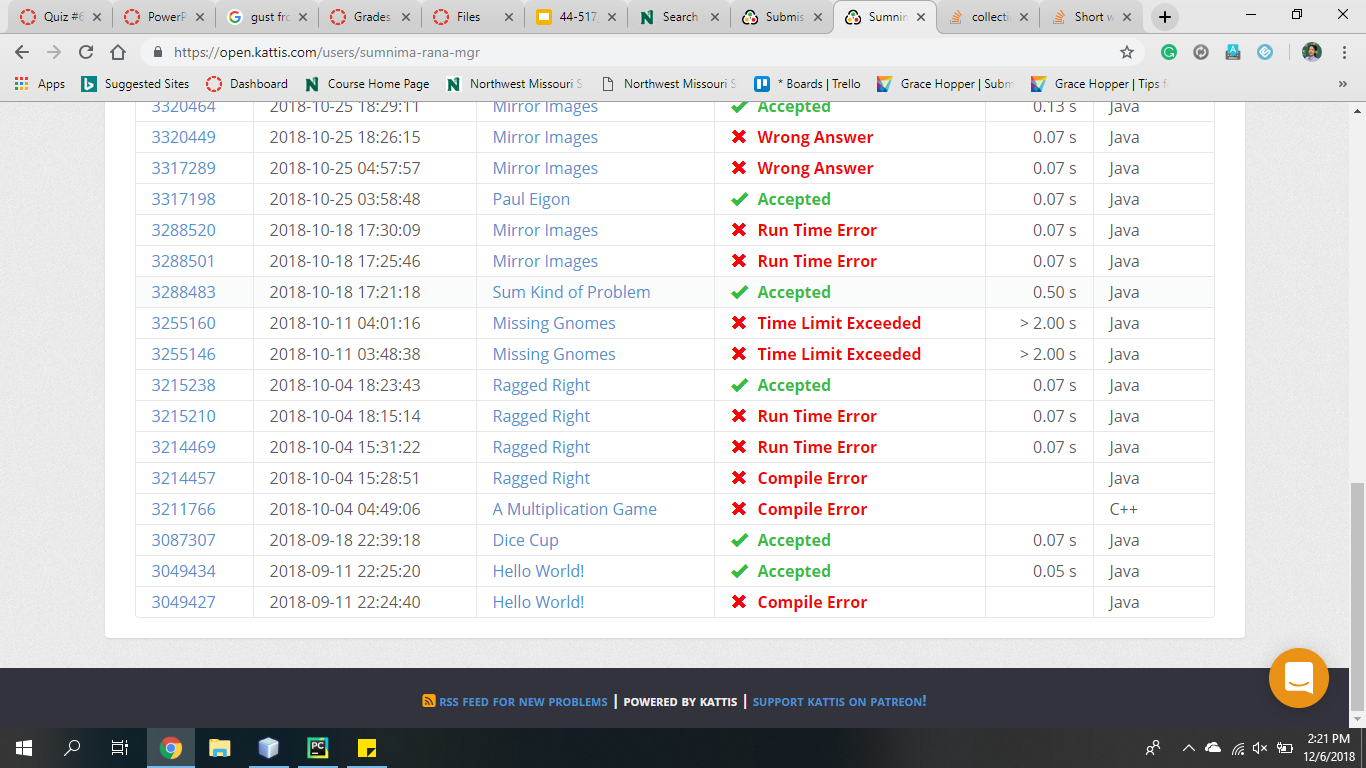 Quiz #6 PowerP gust fro Grades Files 44-517 Search Submis Sumnin collecti Short w
https://open.kattis.com/users/sumnima-rana-mgr
Apps Suggested Sites Dashboard Course Home Page Northwest Missouri S Northwest Missouri S * Boards | Trello Grace Hopper | Subm Grace Hopper | Tips f »
3320464 2018-10-25 18:29:11 Mirror Images Accepted 0.13 s Java
3320449 2018-10-25 18:26:15 Mirror Images Wrong Answer 0.07 s Java
3317289 2018-10-25 04:57:57 Mirror Images Wrong Answer 0.07 s Java
3317198 2018-10-25 03:58:48 Paul Eigon Accepted 0.07 s Java
3288520 2018-10-18 17:30:09 Mirror Images Run Time Error 0.07 s Java
3288501 2018-10-18 17:25:46 Mirror Images Run Time Error 0.07 s Java
3288483 2018-10-18 17:21:18 Sum Kind of Problem Accepted 0.50 s Java
3255160 2018-10-11 04:01:16 Missing Gnomes Time Limit Exceeded > 2.00 s Java
3255146 2018-10-11 03:48:38 Missing Gnomes Time Limit Exceeded > 2.00 s Java
3215238 2018-10-04 18:23:43 Ragged Right Accepted 0.07 s Java
3215210 2018-10-04 18:15:14 Ragged Right Run Time Error 0.07 s Java
3214469 2018-10-04 15:31:22 Ragged Right Run Time Error 0.07 s Java
3214457 2018-10-04 15:28:51 Ragged Right Compile Error Java
3211766 2018-10-04 04:49:06 A Multiplication Game Compile Error C++
3087307 2018-09-18 22:39:18 Dice Cup Accepted 0.07 s Java
3049434 2018-09-11 22:25:20 Hello World! Accepted 0.05 s Java
3049427 2018-09-11 22:24:40 Hello World! Compile Error Java
RSS FEED FOR NEW PROBLEMS | POWERED BY KATTIS | SUPPORT KATTIS ON PATREON!
2:21 PM
12/6/2018